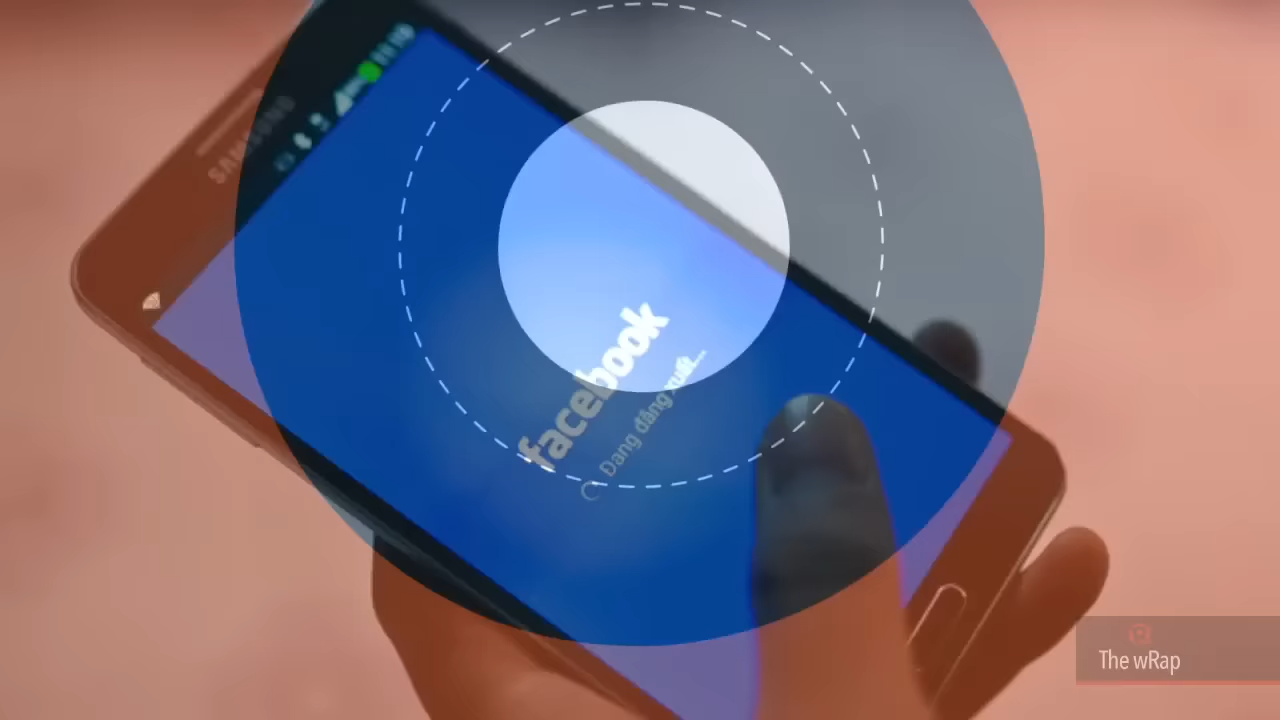 SAMSUNG
facebook
Đang đăng xuất...
The wRap